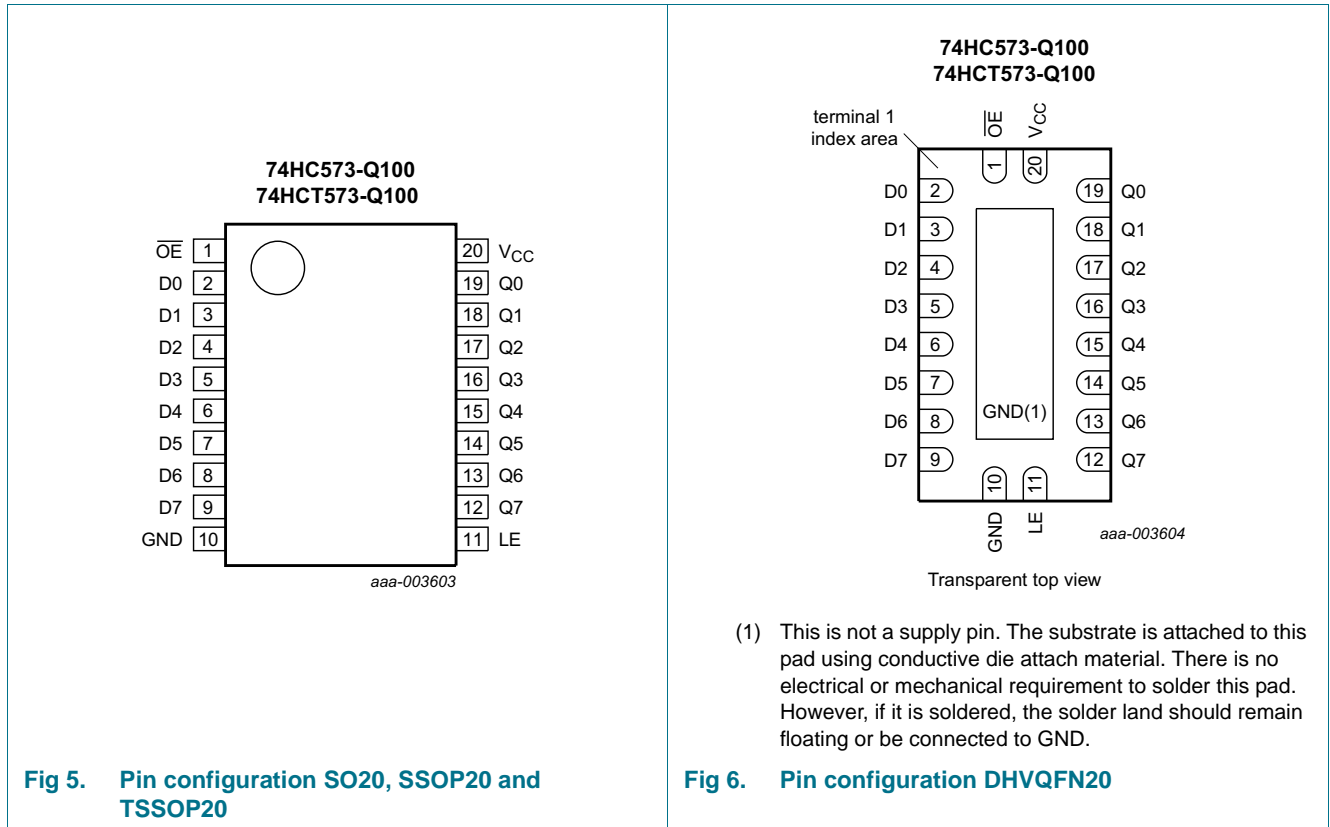 74HC573-Q100
74HCT573-Q100
OE 1
D0 2
D1 3
D2 4
D3 5
D4 6
D5 7
D6 8
D7 9
GND 10
20 VCC
19 Q0
18 Q1
17 Q2
16 Q3
15 Q4
14 Q5
13 Q6
12 Q7
11 LE
aaa-003603
Fig 5. Pin configuration SO20, SSOP20 and
TSSOP20
74HC573-Q100
74HCT573-Q100
terminal 1
index area
OE
VCC
1
20
D0 2
D1 3
D2 4
D3 5
D4 6
D5 7
D6 8
D7 9
19 Q0
18 Q1
17 Q2
16 Q3
15 Q4
14 Q5
13 Q6
12 Q7
GND(1)
10
11
GND
LE
aaa-003604
Transparent top view
(1) This is not a supply pin. The substrate is attached to this
pad using conductive die attach material. There is no
electrical or mechanical requirement to solder this pad.
However, if it is soldered, the solder land should remain
floating or be connected to GND.
Fig 6. Pin configuration DHVQFN20